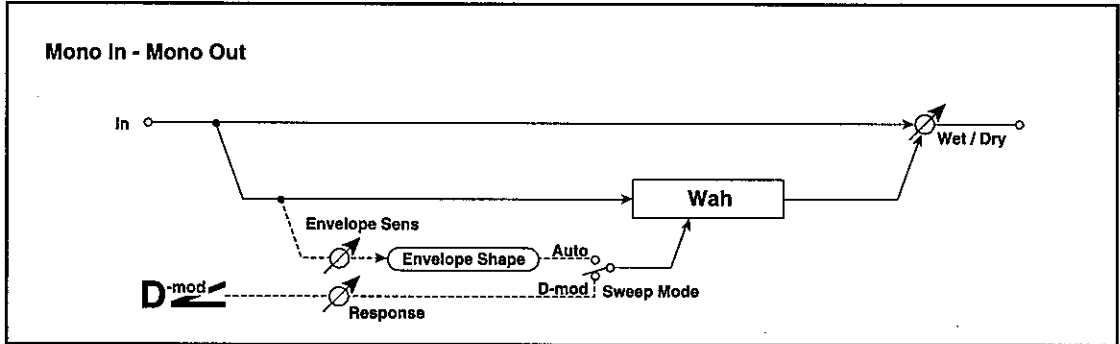 Mono In - Mono Out
In
Wet / Dry
Wah
Envelope Sens
Envelope Shape
Auto
D-mod
D-mod
Sweep Mode
Response